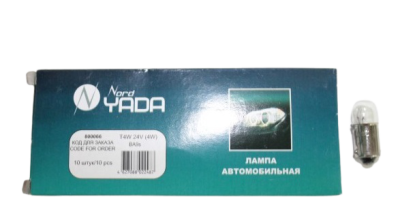 Nord
YADA
T4W 24V (4W)
BA9s
КОД ДЛЯ ЗАКАЗА
CODE FOR ORDER
10 штук/10 pcs
ЛАМПА
АВТОМОБИЛЬНАЯ